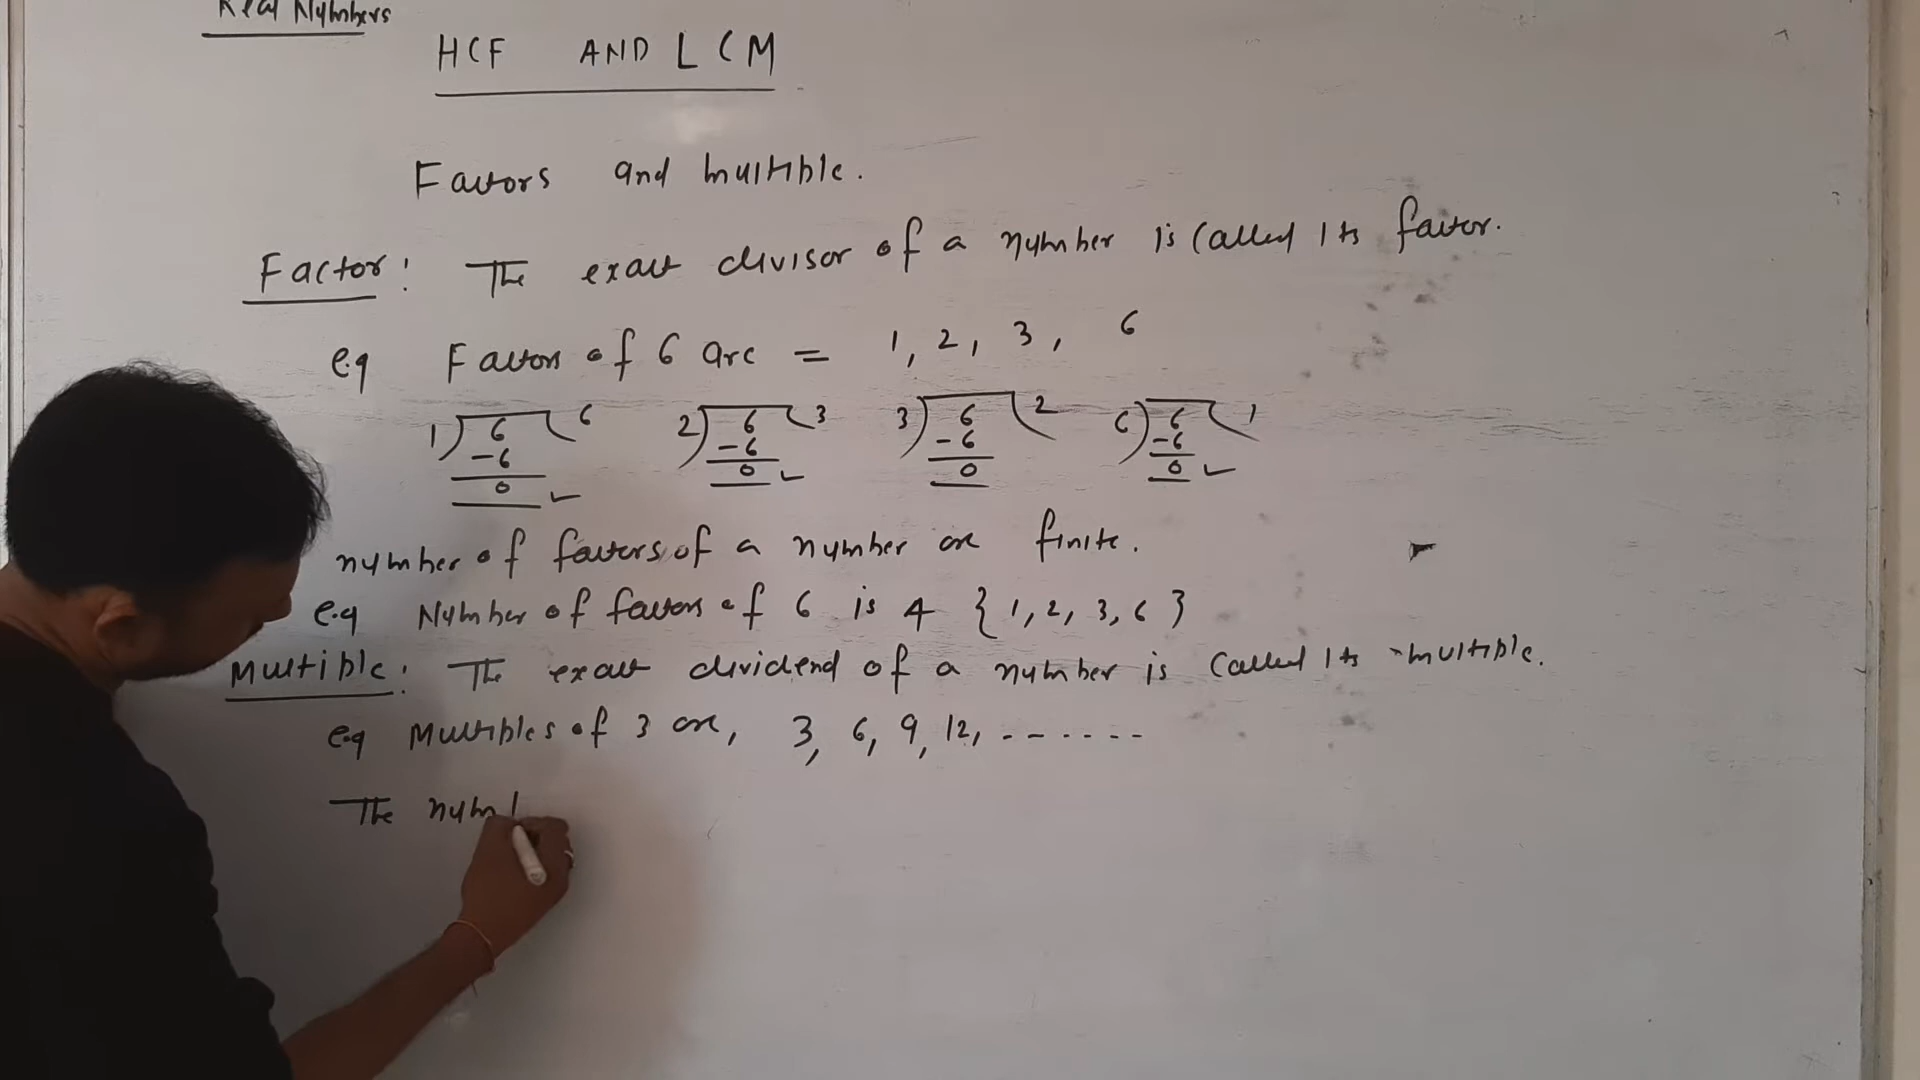 Real Numbers
HCF AND LCM
Factors and multible.
Factor: The exact divisor of a number is Called Its factor.
e.g Factors of 6 are = 1, 2, 3, 6
1) 6 ( 6 2) 6 ( 3 3) 6 ( 2 6) 6 ( 1
-6 -6 -6 -6
0 ✓ 0 ✓ 0 0 ✓
number of factors of a number are finite.
e.g Number of factors of 6 is 4 { 1, 2, 3, 6 }
Multible: The exact dividend of a number is Called Its multible.
e.g Multibles of 3 are, 3, 6, 9, 12, -------
The numb